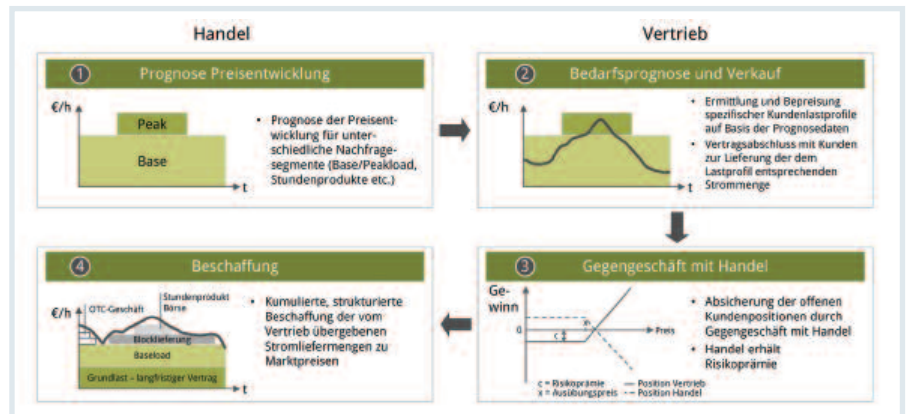 Handel
Vertrieb
1 Prognose Preisentwicklung
€/h
Peak
Base
t
• Prognose der Preisent-
wicklung für unter-
schiedliche Nachfrage-
segmente (Base/Peakload,
Stundenprodukte etc.)
2 Bedarfsprognose und Verkauf
€/h
t
• Ermittlung und Bepreisung
spezifischer Kundenlastprofile
auf Basis der Prognosedaten
• Vertragsabschluss mit Kunden
zur Lieferung der dem
Lastprofil entsprechenden
Strommenge
4 Beschaffung
€/h
OTC-Geschäft
Stundenprodukt
Börse
Blocklieferung
Baseload
Grundlast – langfristiger Vertrag
t
• Kumulierte, strukturierte
Beschaffung der vom
Vertrieb übergebenen
Stromliefermengen zu
Marktpreisen
3 Gegengeschäft mit Handel
Ge-
winn
0
c
x
Preis
c = Risikoprämie
x = Ausübungspreis
Position Vertrieb
Position Handel
• Absicherung der offenen
Kundenpositionen durch
Gegengeschäft mit Handel
• Handel erhält
Risikoprämie